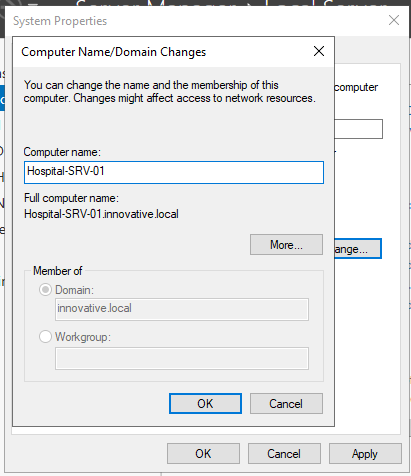 System Properties
Computer Name/Domain Changes
You can change the name and the membership of this
computer. Changes might affect access to network resources.
computer
Computer name:
Hospital-SRV-01
Full computer name:
Hospital-SRV-01.innovative.local
More...
ange...
Member of
Domain:
innovative.local
Workgroup:
OK
Cancel
OK
Cancel
Apply